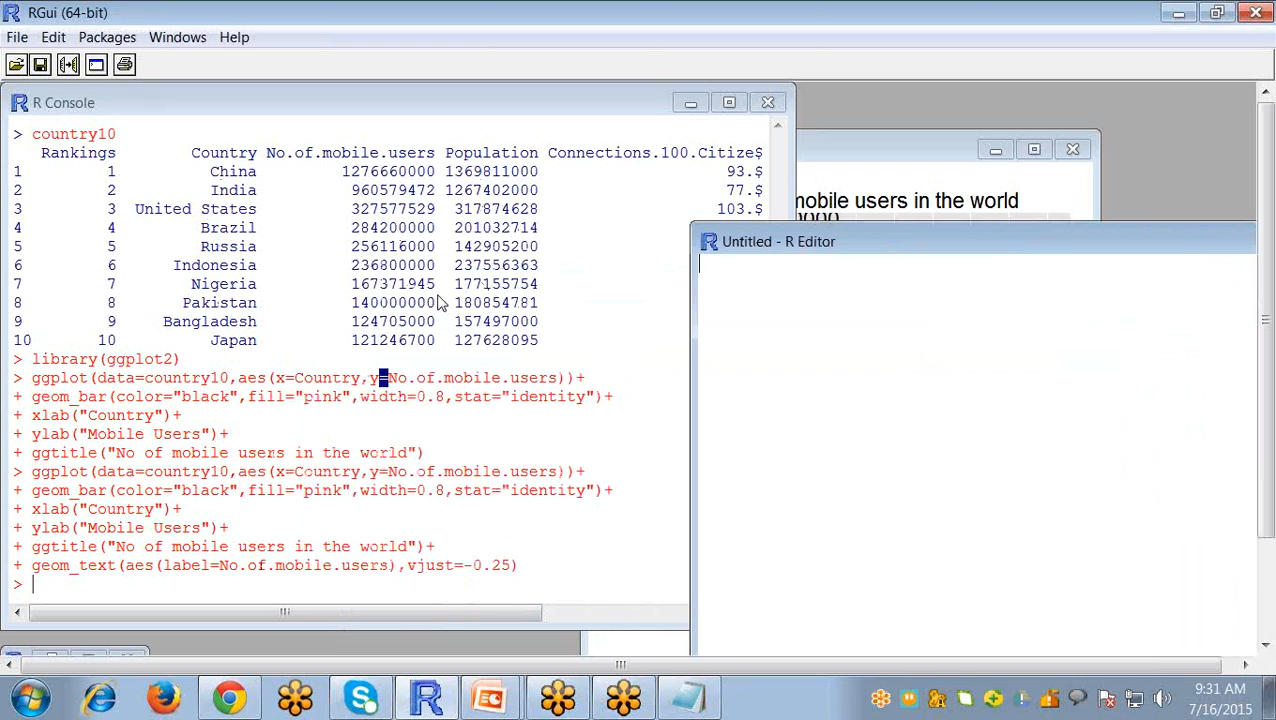 RGui (64-bit)
File Edit Packages Windows Help
R Console
> country10
Rankings Country No.of.mobile.users Population Connections.100.Citize$
1 1 China 1276660000 1369811000 93.$
2 2 India 960579472 1267402000 77.$
3 3 United States 327577529 317874628 103.$
4 4 Brazil 284200000 201032714
5 5 Russia 256116000 142905200
6 6 Indonesia 236800000 237556363
7 7 Nigeria 167371945 177155754
8 8 Pakistan 140000000 180854781
9 9 Bangladesh 124705000 157497000
10 10 Japan 121246700 127628095
> library(ggplot2)
> ggplot(data=country10,aes(x=Country,y=No.of.mobile.users))+
+ geom_bar(color="black",fill="pink",width=0.8,stat="identity")+
+ xlab("Country")+
+ ylab("Mobile Users")+
+ ggtitle("No of mobile users in the world")
> ggplot(data=country10,aes(x=Country,y=No.of.mobile.users))+
+ geom_bar(color="black",fill="pink",width=0.8,stat="identity")+
+ xlab("Country")+
+ ylab("Mobile Users")+
+ ggtitle("No of mobile users in the world")+
+ geom_text(aes(label=No.of.mobile.users),vjust=-0.25)
>
mobile users in the world
Untitled - R Editor
9:31 AM
7/16/2015